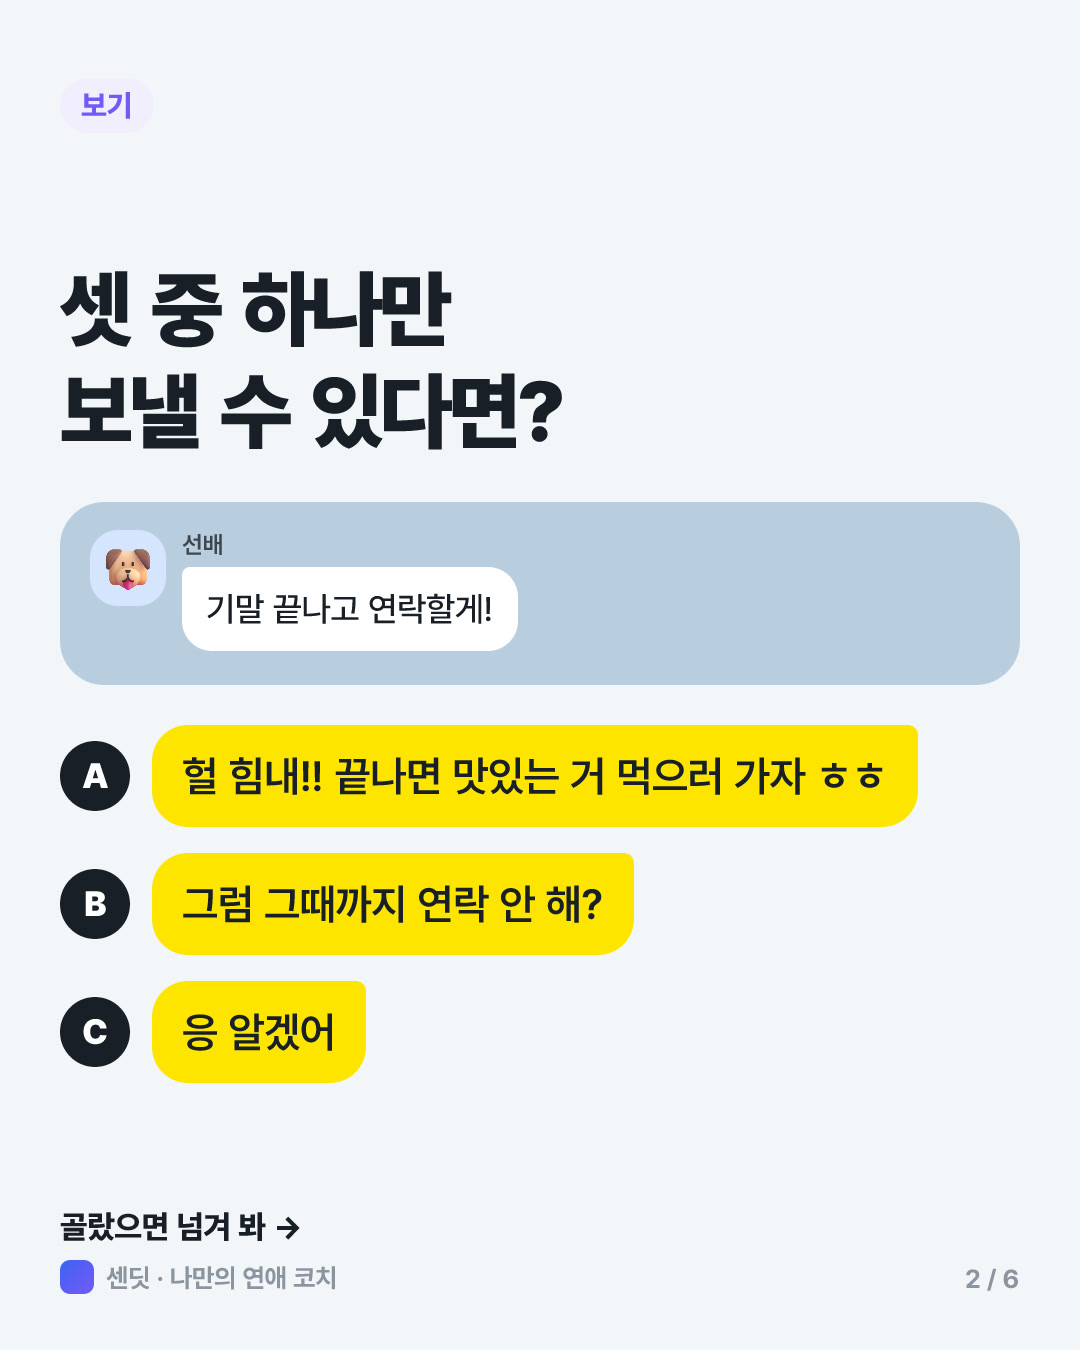 보기
셋 중 하나만
보낼 수 있다면?
선배
기말 끝나고 연락할게!
A
헐 힘내!! 끝나면 맛있는 거 먹으러 가자 ㅎㅎ
B
그럼 그때까지 연락 안 해?
C
응 알겠어
골랐으면 넘겨 봐 →
센딧 · 나만의 연애 코치
2 / 6